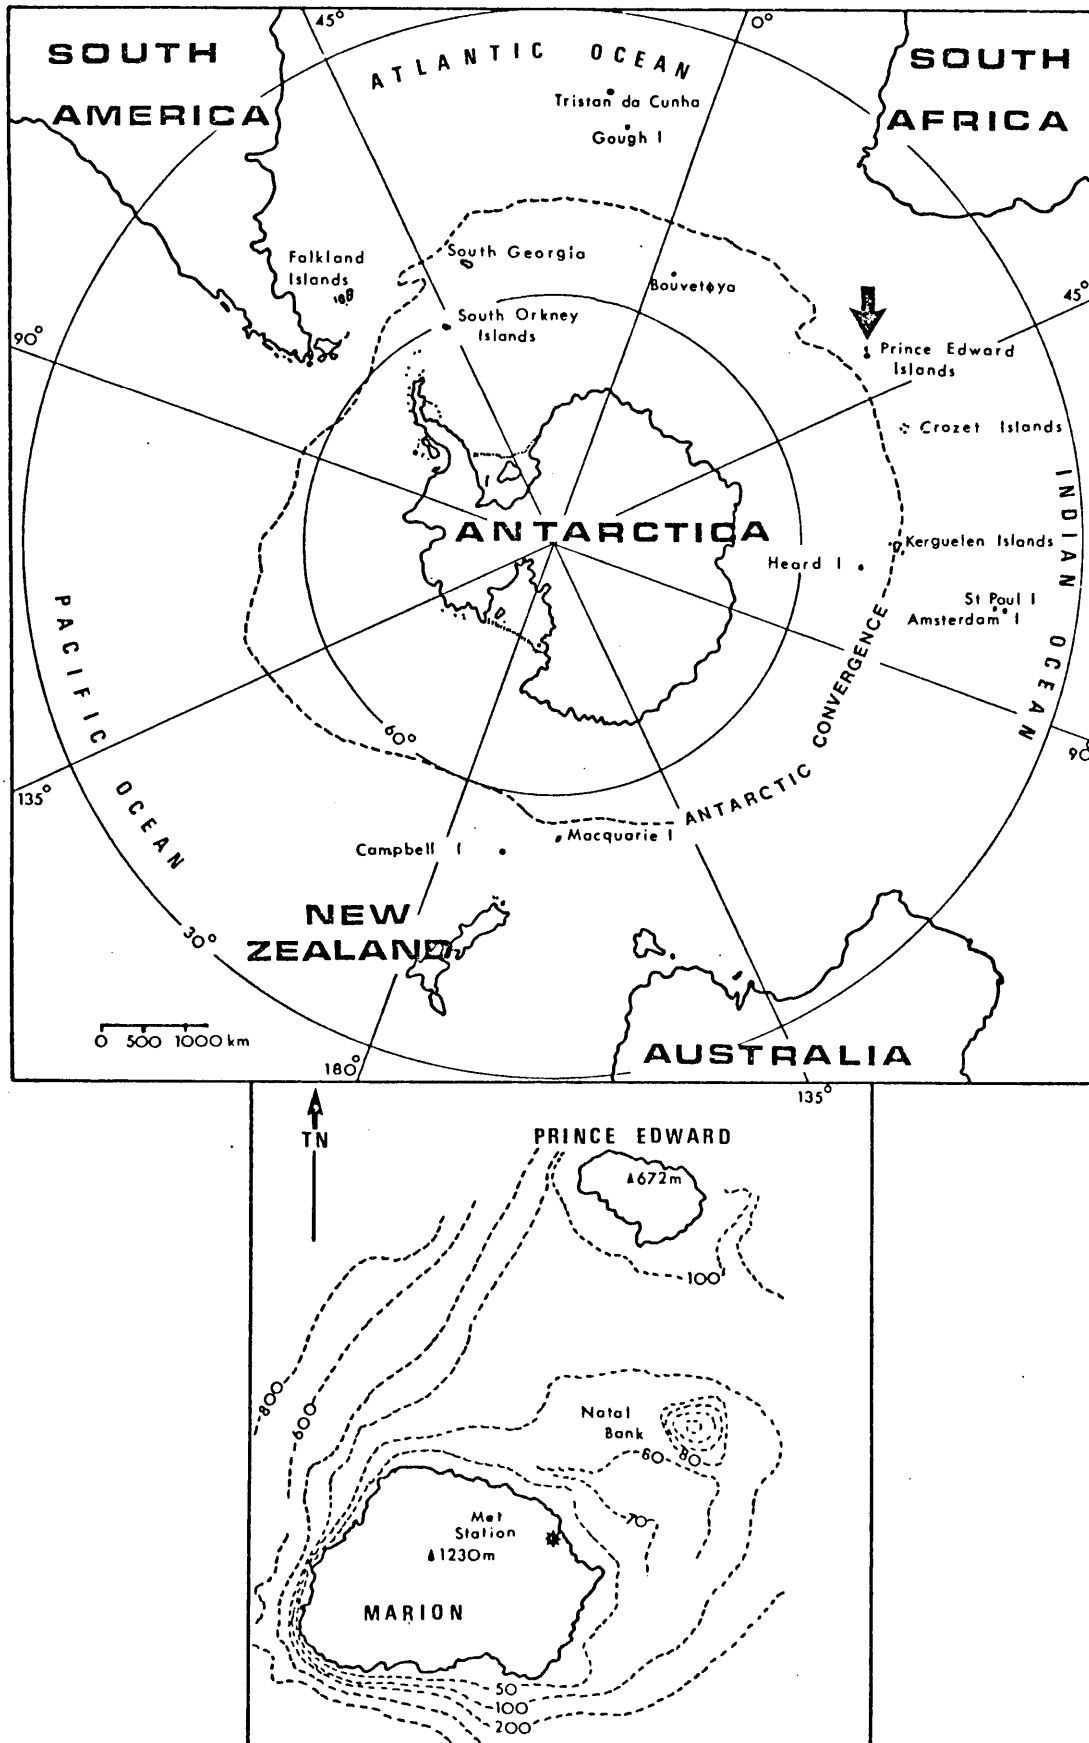 45°
0°
SOUTH
AMERICA
ATLANTIC OCEAN
SOUTH
AFRICA
Tristan da Cunha
Gough I
Falkland
Islands
South Georgia
Bouvetøya
45°
South Orkney
Islands
90°
Prince Edward
Islands
Crozet Islands
INDIAN OCEAN
ANTARCTICA
Kerguelen Islands
Heard I
St Paul I
Amsterdam I
PACIFIC OCEAN
60°
ANTARCTIC CONVERGENCE
90°
135°
Macquarie I
Campbell I
NEW
ZEALAND
30°
0 500 1000 km
AUSTRALIA
180°
135°
TN
PRINCE EDWARD
672m
100
800
600
Natal
Bank
60
80
70
Met
Station
1230m
MARION
50
100
200